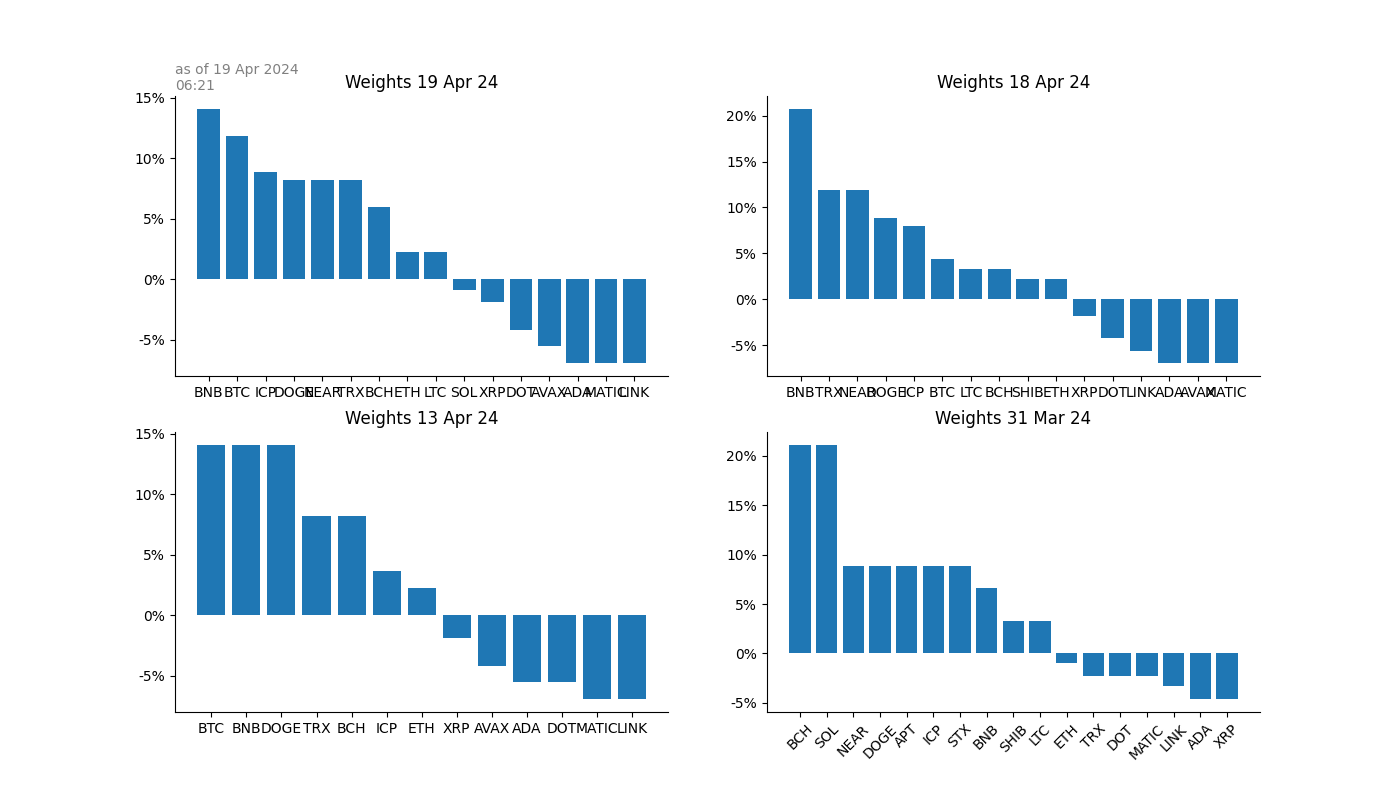 as of 19 Apr 2024
06:21
Weights 19 Apr 24
15%
10%
5%
0%
-5%
BNB BTC ICP DOGE NEAR TRX BCH ETH LTC SOL XRP DOT AVAX ADA MATIC LINK
Weights 18 Apr 24
20%
15%
10%
5%
0%
-5%
BNB TRX NEAR DOGE ICP BTC LTC BCH SHIB ETH XRP DOT LINK ADA AVAX MATIC
Weights 13 Apr 24
15%
10%
5%
0%
-5%
BTC BNB DOGE TRX BCH ICP ETH XRP AVAX ADA DOT MATIC LINK
Weights 31 Mar 24
20%
15%
10%
5%
0%
-5%
BCH SOL NEAR DOGE APT ICP STX BNB SHIB LTC ETH TRX DOT MATIC LINK ADA XRP